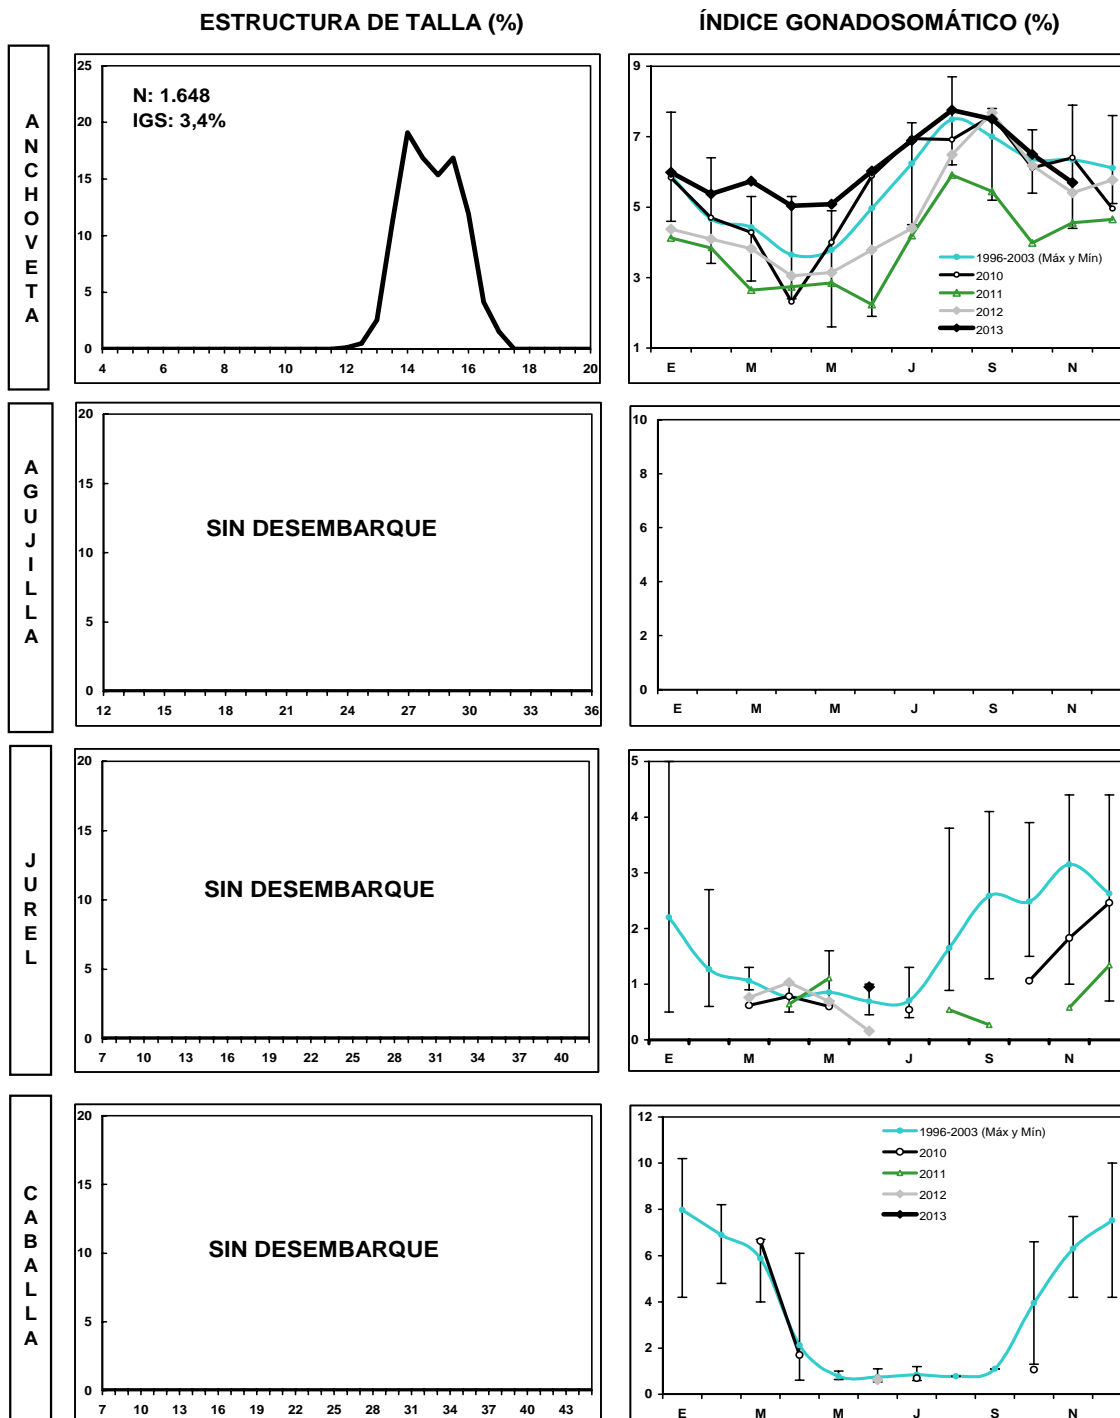 ESTRUCTURA DE TALLA (%)
ÍNDICE GONADOSOMÁTICO (%)
ANCHOVETA
25
20
15
10
5
0
N: 1.648
IGS: 3,4%
4 6 8 10 12 14 16 18 20
9
7
5
3
1
1996-2003 (Máx y Mín)
2010
2011
2012
2013
E M M J S N
AGUJILLA
20
15
10
5
0
SIN DESEMBARQUE
12 15 18 21 24 27 30 33 36
10
8
6
4
2
0
E M M J S N
JUREL
20
15
10
5
0
SIN DESEMBARQUE
7 10 13 16 19 22 25 28 31 34 37 40
5
4
3
2
1
0
E M M J S N
CABALLA
20
15
10
5
0
SIN DESEMBARQUE
7 10 13 16 19 22 25 28 31 34 37 40 43
12
10
8
6
4
2
0
1996-2003 (Máx y Mín)
2010
2011
2012
2013
E M M J S N